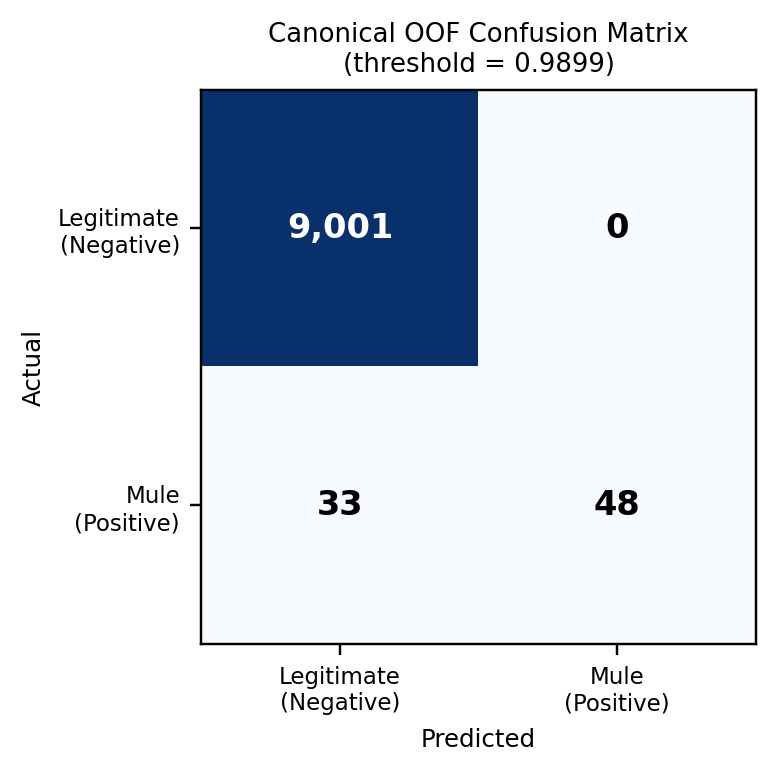 Canonical OOF Confusion Matrix
(threshold = 0.9899)
Legitimate
(Negative)
9,001
0
Actual
Mule
(Positive)
33
48
Legitimate
(Negative)
Mule
(Positive)
Predicted